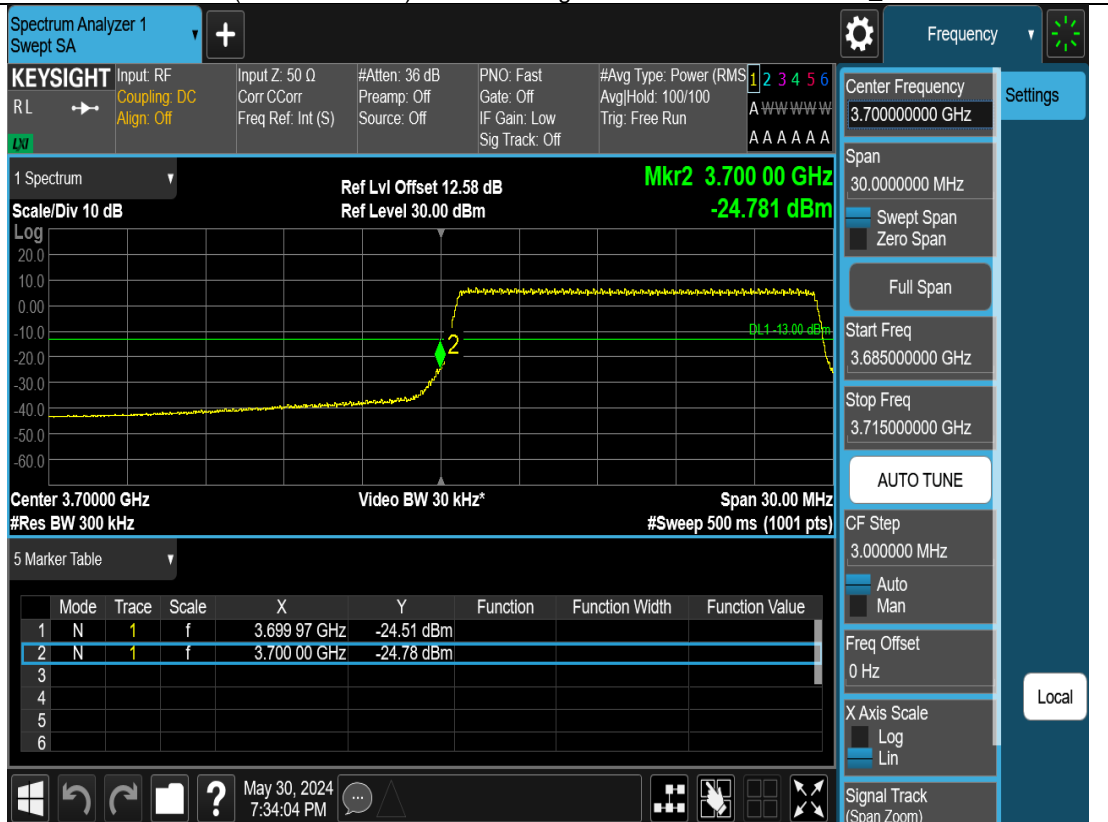 Spectrum Analyzer 1
Swept SA
Frequency
KEYSIGHT
RL
LXI
Input: RF
Coupling: DC
Align: Off
Input Z: 50 Ω
Corr CCorr
Freq Ref: Int (S)
#Atten: 36 dB
Preamp: Off
Source: Off
PNO: Fast
Gate: Off
IF Gain: Low
Sig Track: Off
#Avg Type: Power (RMS
Avg|Hold: 100/100
Trig: Free Run
1 2 3 4 5 6
A W W W W W
A A A A A A
1 Spectrum
Scale/Div 10 dB
Ref Lvl Offset 12.58 dB
Ref Level 30.00 dBm
Mkr2 3.700 00 GHz
-24.781 dBm
Log
20.0
10.0
0.00
-10.0
-20.0
-30.0
-40.0
-50.0
-60.0
DL1 -13.00 dBm
2
Center 3.70000 GHz
Video BW 30 kHz*
Span 30.00 MHz
#Res BW 300 kHz
#Sweep 500 ms (1001 pts)
5 Marker Table
Mode Trace Scale X Y Function Function Width Function Value
1 N 1 f 3.699 97 GHz -24.51 dBm
2 N 1 f 3.700 00 GHz -24.78 dBm
3
4
5
6
?
May 30, 2024
7:34:04 PM
Center Frequency
3.700000000 GHz
Settings
Span
30.0000000 MHz
Swept Span
Zero Span
Full Span
Start Freq
3.685000000 GHz
Stop Freq
3.715000000 GHz
AUTO TUNE
CF Step
3.000000 MHz
Auto
Man
Freq Offset
0 Hz
Local
X Axis Scale
Log
Lin
Signal Track
(Span Zoom)